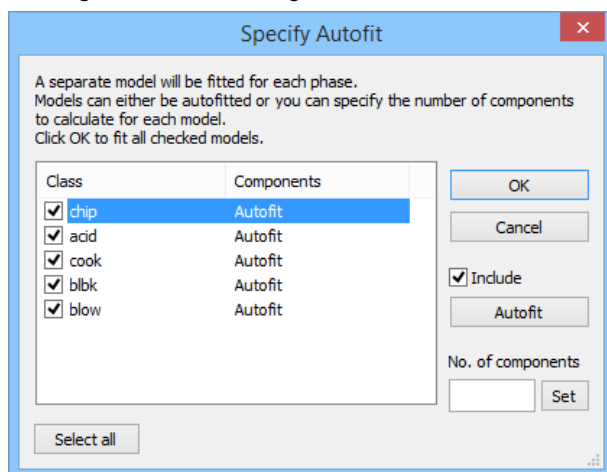 Specify Autofit
A separate model will be fitted for each phase.
Models can either be autofitted or you can specify the number of components
to calculate for each model.
Click OK to fit all checked models.
Class Components
chip Autofit
acid Autofit
cook Autofit
blbk Autofit
blow Autofit
OK
Cancel
Include
Autofit
No. of components
Set
Select all